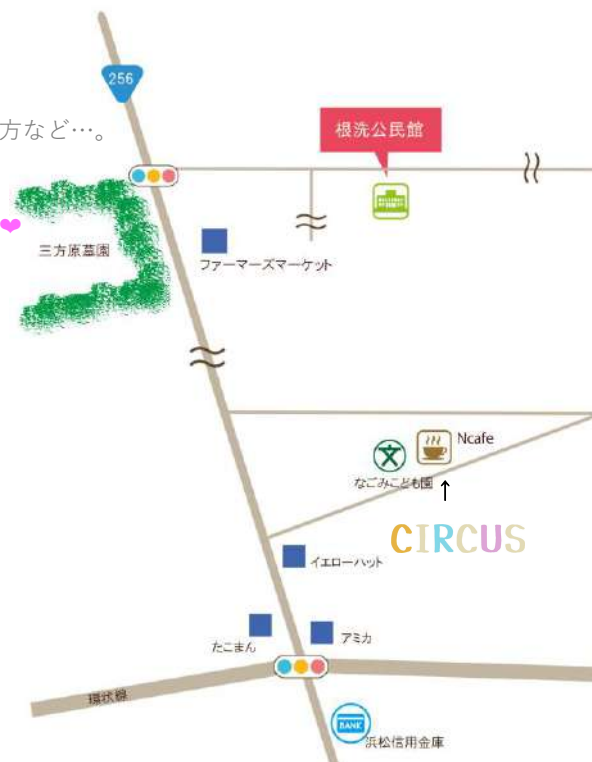 256
方など…。
根洗公民館
三方原墓園
ファーマーズマーケット
Ncafe
なごみこども園
CIRCUS
イエローハット
たこまん
アミカ
環状線
BANK
浜松信用金庫